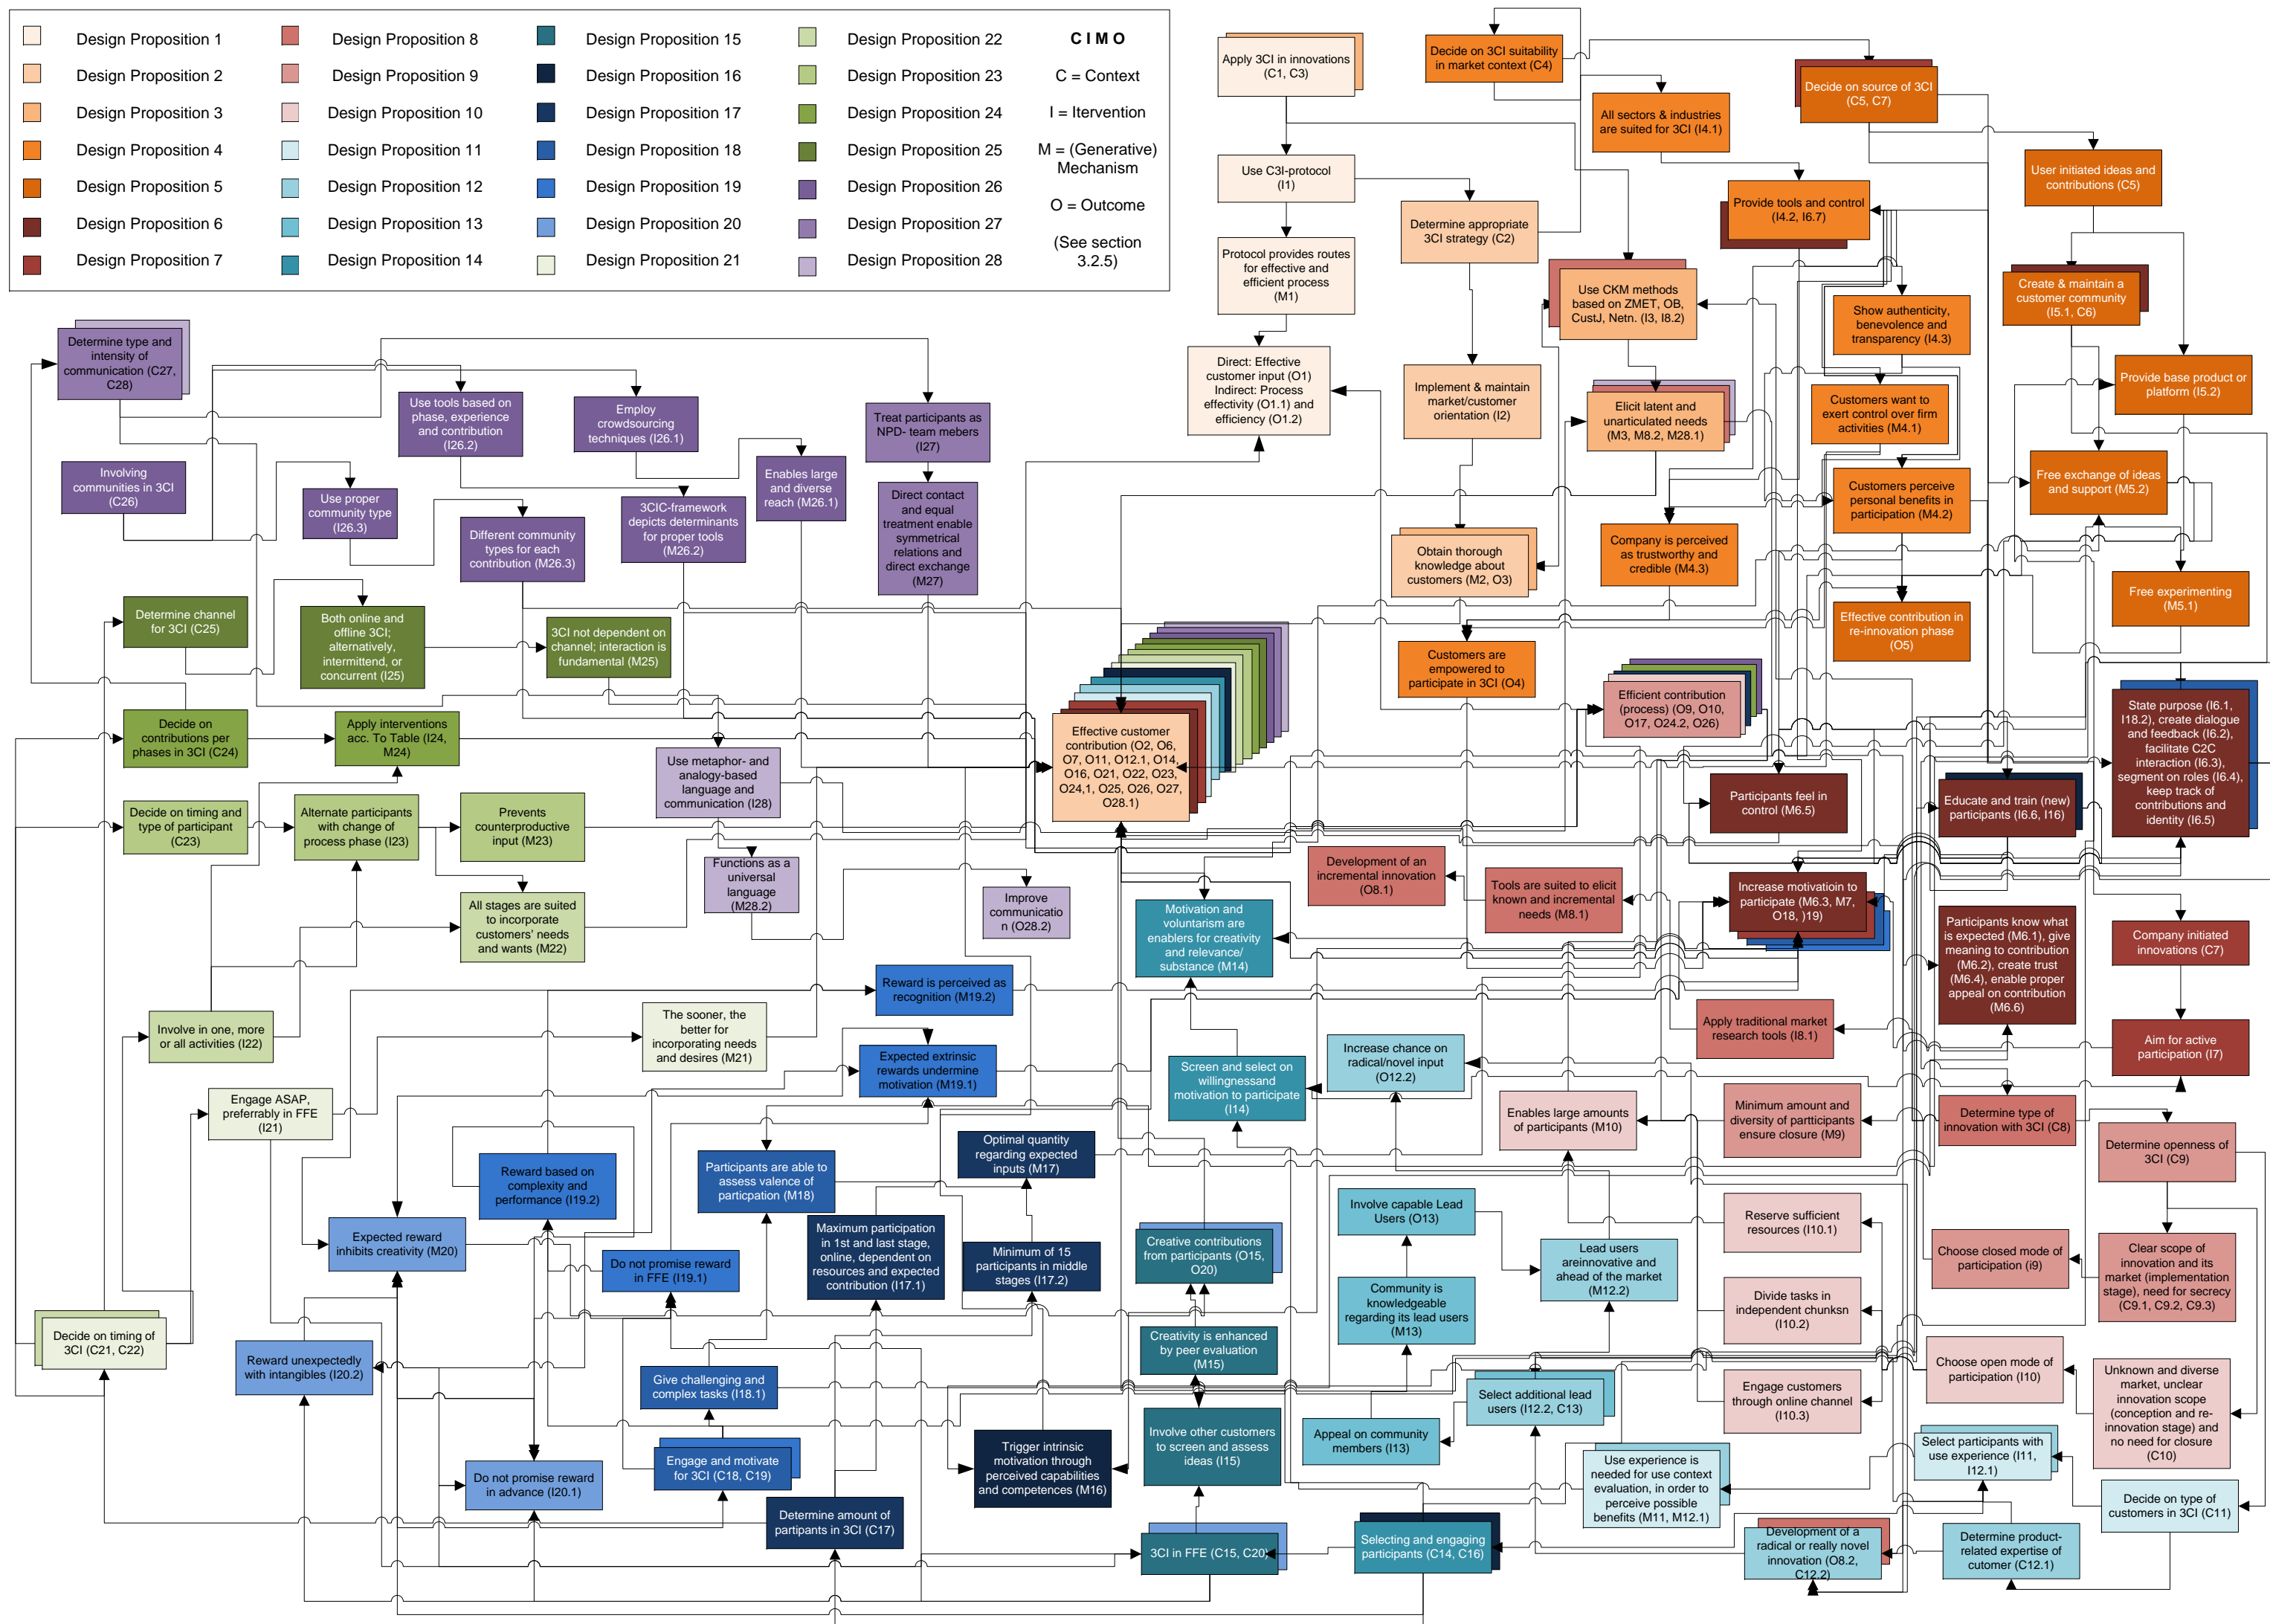 Design Proposition 1
Design Proposition 2
Design Proposition 3
Design Proposition 4
Design Proposition 5
Design Proposition 6
Design Proposition 7
Design Proposition 8
Design Proposition 9
Design Proposition 10
Design Proposition 11
Design Proposition 12
Design Proposition 13
Design Proposition 14
Design Proposition 15
Design Proposition 16
Design Proposition 17
Design Proposition 18
Design Proposition 19
Design Proposition 20
Design Proposition 21
Design Proposition 22
Design Proposition 23
Design Proposition 24
Design Proposition 25
Design Proposition 26
Design Proposition 27
Design Proposition 28
C I M O
C = Context
I = Itervention
M = (Generative)
Mechanism
O = Outcome
(See section
3.2.5)
Apply 3CI in innovations
(C1, C3)
Decide on 3CI suitability
in market context (C4)
Decide on source of 3CI
(C5, C7)
All sectors & industries
are suited for 3CI (I4.1)
Use C3I-protocol
(I1)
User initiated ideas and
contributions (C5)
Provide tools and control
(I4.2, I6.7)
Determine appropriate
3CI strategy (C2)
Protocol provides routes
for effective and
efficient process
(M1)
Use CKM methods
based on ZMET, OB,
CustJ, Netn. (I3, I8.2)
Show authenticity,
benevolence and
transparency (I4.3)
Create & maintain a
customer community
(I5.1, C6)
Determine type and
intensity of
communication (C27,
C28)
Direct: Effective
customer input (O1)
Indirect: Process
effectivity (O1.1) and
efficiency (O1.2)
Implement & maintain
market/customer
orientation (I2)
Elicit latent and
unarticulated needs
(M3, M8.2, M28.1)
Customers want to
exert control over firm
activities (M4.1)
Provide base product or
platform (I5.2)
Use tools based on
phase, experience
and contribution
(I26.2)
Employ
crowdsourcing
techniques (I26.1)
Treat participants as
NPD- team mebers
(I27)
Involving
communities in 3CI
(C26)
Use proper
community type
(I26.3)
Enables large
and diverse
reach (M26.1)
Customers perceive
personal benefits in
participation (M4.2)
Free exchange of ideas
and support (M5.2)
Different community
types for each
contribution (M26.3)
3CIC-framework
depicts determinants
for proper tools
(M26.2)
Direct contact
and equal
treatment enable
symmetrical
relations and
direct exchange
(M27)
Obtain thorough
knowledge about
customers (M2, O3)
Company is perceived
as trustworthy and
credible (M4.3)
Free experimenting
(M5.1)
Determine channel
for 3CI (C25)
Both online and
offline 3CI;
alternatively,
intermittend, or
concurrent (I25)
3CI not dependent on
channel; interaction is
fundamental (M25)
Effective contribution in
re-innovation phase
(O5)
Customers are
empowered to
participate in 3CI (O4)
Efficient contribution
(process) (O9, O10,
O17, O24.2, O26)
State purpose (I6.1,
I18.2), create dialogue
and feedback (I6.2),
facilitate C2C
interaction (I6.3),
segment on roles (I6.4),
keep track of
contributions and
identity (I6.5)
Decide on
contributions per
phases in 3CI (C24)
Apply interventions
acc. To Table (I24,
M24)
Use metaphor- and
analogy-based
language and
communication (I28)
Effective customer
contribution (O2, O6,
O7, O11, O12.1, O14,
O16, O21, O22, O23,
O24,1, O25, O26, O27,
O28.1)
Participants feel in
control (M6.5)
Educate and train (new)
participants (I6.6, I16)
Decide on timing and
type of participant
(C23)
Alternate participants
with change of
process phase (I23)
Prevents
counterproductive
input (M23)
Functions as a
universal
language
(M28.2)
Improve
communicatio
n (O28.2)
Development of an
incremental innovation
(O8.1)
Tools are suited to elicit
known and incremental
needs (M8.1)
Increase motivatioin to
participate (M6.3, M7,
O18, )19)
All stages are suited
to incorporate
customers' needs
and wants (M22)
Motivation and
voluntarism are
enablers for creativity
and relevance/
substance (M14)
Participants know what
is expected (M6.1), give
meaning to contribution
(M6.2), create trust
(M6.4), enable proper
appeal on contribution
(M6.6)
Company initiated
innovations (C7)
Reward is perceived as
recognition (M19.2)
Involve in one, more
or all activities (I22)
The sooner, the
better for
incorporating needs
and desires (M21)
Expected extrinsic
rewards undermine
motivation (M19.1)
Screen and select on
willingnessand
motivation to participate
(I14)
Increase chance on
radical/novel input
(O12.2)
Apply traditional market
research tools (I8.1)
Aim for active
participation (I7)
Engage ASAP,
preferrably in FFE
(I21)
Enables large amounts
of participants (M10)
Minimum amount and
diversity of partticipants
ensure closure (M9)
Determine type of
innovation with 3CI (C8)
Determine openness of
3CI (C9)
Reward based on
complexity and
performance (I19.2)
Participants are able to
assess valence of
particpation (M18)
Optimal quantity
regarding expected
inputs (M17)
Expected reward
inhibits creativity (M20)
Do not promise reward
in FFE (I19.1)
Maximum participation
in 1st and last stage,
online, dependent on
resources and expected
contribution (I17.1)
Minimum of 15
participants in middle
stages (I17.2)
Creative contributions
from participants (O15,
O20)
Involve capable Lead
Users (O13)
Lead users
areinnovative and
ahead of the market
(M12.2)
Reserve sufficient
resources (I10.1)
Choose closed mode of
participation (i9)
Clear scope of
innovation and its
market (implementation
stage), need for secrecy
(C9.1, C9.2, C9.3)
Decide on timing of
3CI (C21, C22)
Reward unexpectedly
with intangibles (I20.2)
Creativity is enhanced
by peer evaluation
(M15)
Community is
knowledgeable
regarding its lead users
(M13)
Divide tasks in
independent chunksn
(I10.2)
Give challenging and
complex tasks (I18.1)
Select additional lead
users (I12.2, C13)
Engage customers
through online channel
(I10.3)
Choose open mode of
participation (I10)
Unknown and diverse
market, unclear
innovation scope
(conception and re-
innovation stage) and
no need for closure
(C10)
Do not promise reward
in advance (I20.1)
Engage and motivate
for 3CI (C18, C19)
Trigger intrinsic
motivation through
perceived capabilities
and competences (M16)
Involve other customers
to screen and assess
ideas (I15)
Appeal on community
members (I13)
Use experience is
needed for use context
evaluation, in order to
perceive possible
benefits (M11, M12.1)
Select participants with
use experience (I11,
I12.1)
Decide on type of
customers in 3CI (C11)
Determine amount of
partipants in 3CI (C17)
3CI in FFE (C15, C20)
Selecting and engaging
participants (C14, C16)
Development of a
radical or really novel
innovation (O8.2,
C12.2)
Determine product-
related expertise of
cutomer (C12.1)